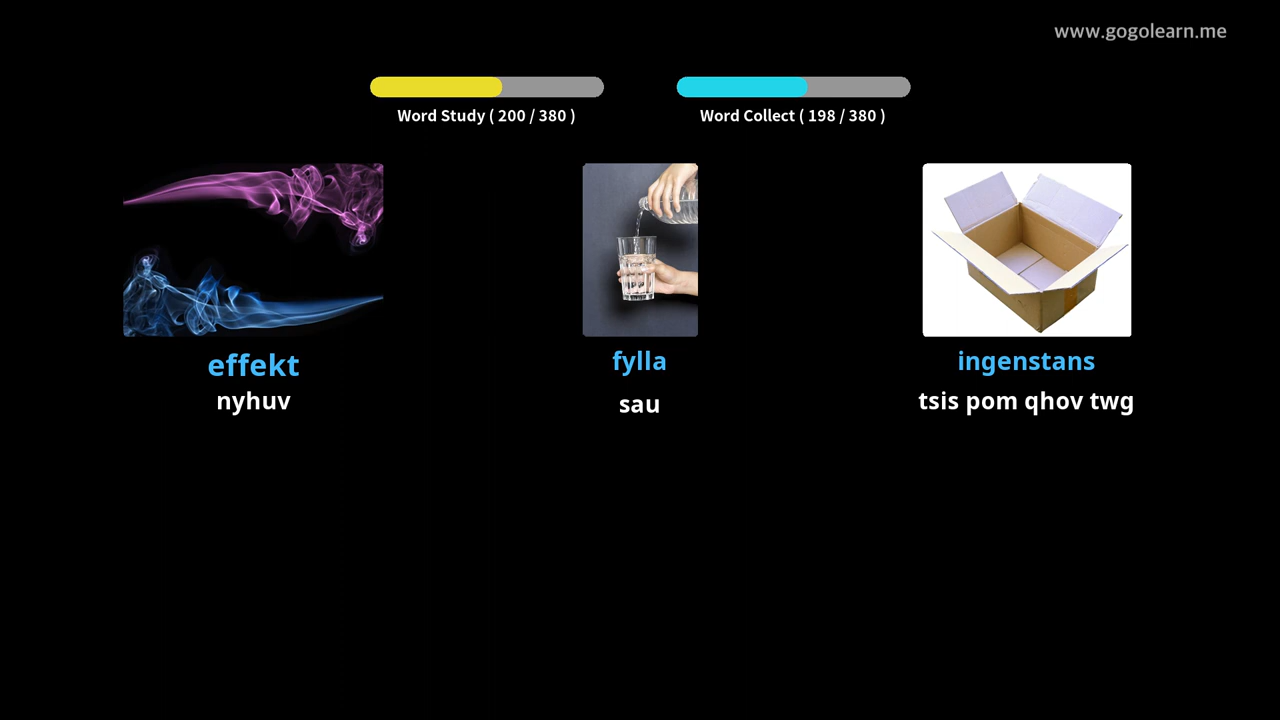 www.gogolearn.me
Word Study ( 200 / 380 )
Word Collect ( 198 / 380 )
effekt
nyhuv
fylla
sau
ingenstans
tsis pom qhov twg